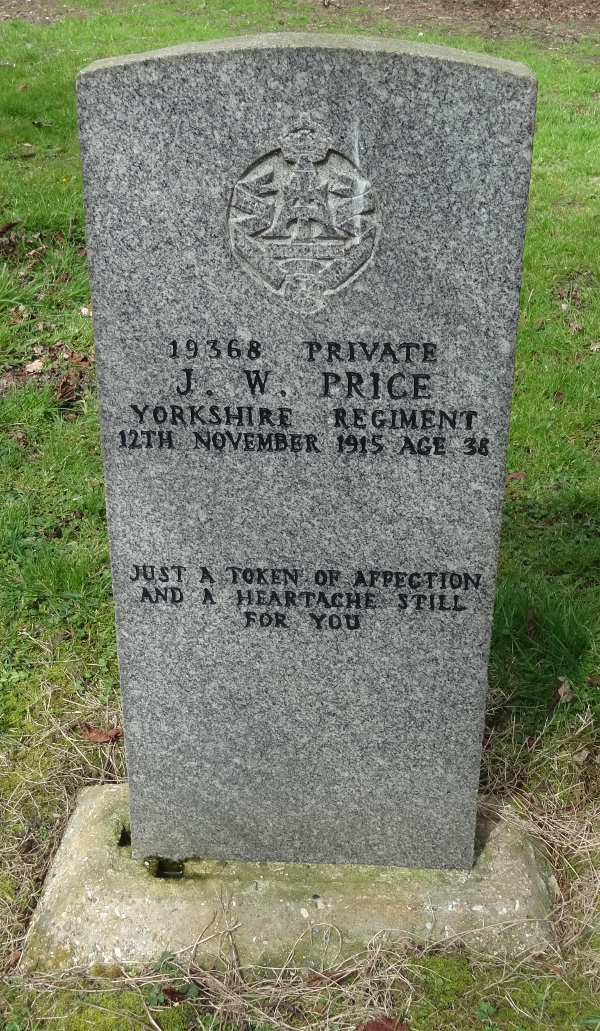 19368 PRIVATE
J. W. PRICE
YORKSHIRE REGIMENT
12TH NOVEMBER 1915 AGE 38
JUST A TOKEN OF AFFECTION
AND A HEARTACHE STILL
FOR YOU